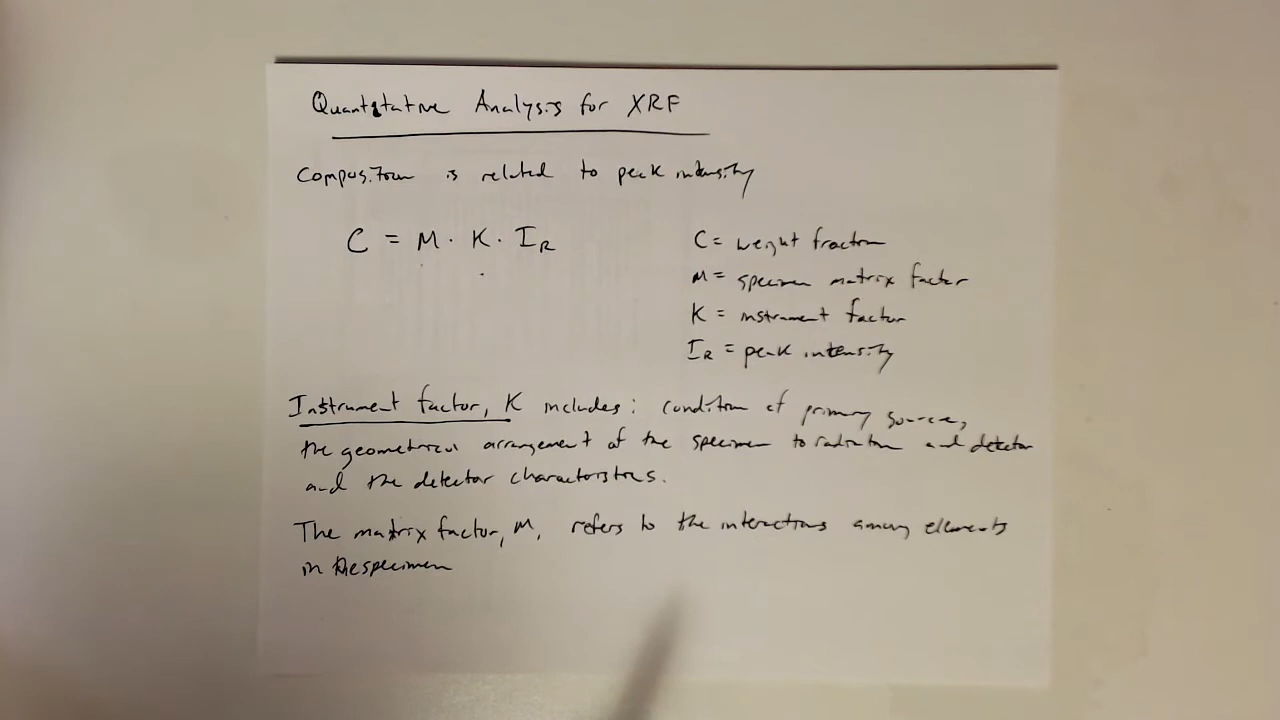 Quantitative Analysis for XRF
Composition is related to peak intensity
C = M · K · I_R
C = weight fraction
M = specimen matrix factor
K = instrument factor
I_R = peak intensity
Instrument factor, K includes: condition of primary source,
the geometrical arrangement of the specimen to radiation and detector
and the detector characteristics.
The matrix factor, M, refers to the interactions among elements
in the specimen